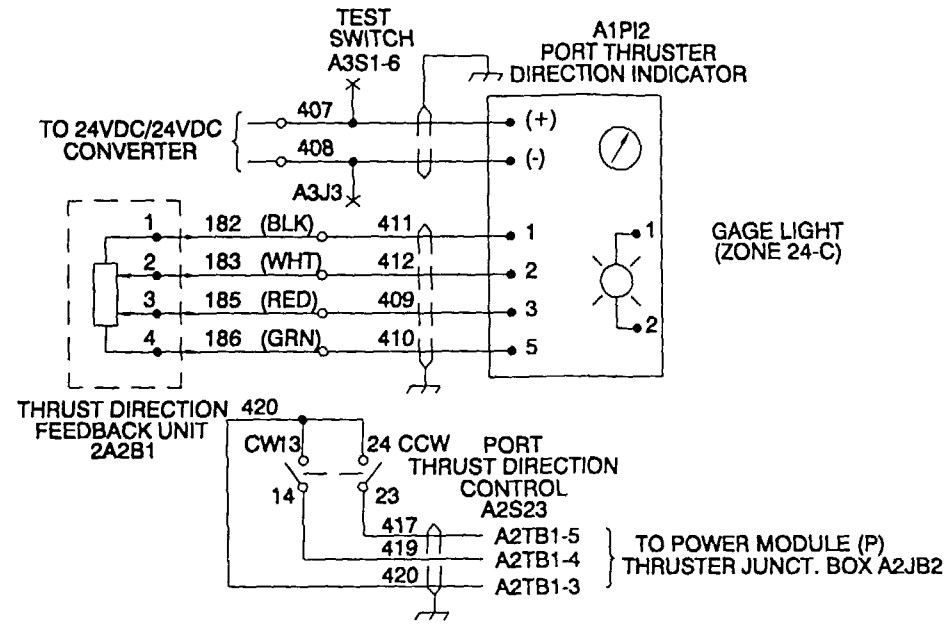 TEST
SWITCH
A3S1-6
A1PI2
PORT THRUSTER
DIRECTION INDICATOR
TO 24VDC/24VDC
CONVERTER
407
(+)
408
(-)
A3J3
1 182 (BLK) 411 1
2 183 (WHT) 412 2
3 185 (RED) 409 3
4 186 (GRN) 410 5
1
2
GAGE LIGHT
(ZONE 24-C)
THRUST DIRECTION
FEEDBACK UNIT
2A2B1
420
CW13
24 CCW
14
23
PORT
THRUST DIRECTION
CONTROL
A2S23
417 A2TB1-5
419 A2TB1-4
420 A2TB1-3
TO POWER MODULE (P)
THRUSTER JUNCT. BOX A2JB2